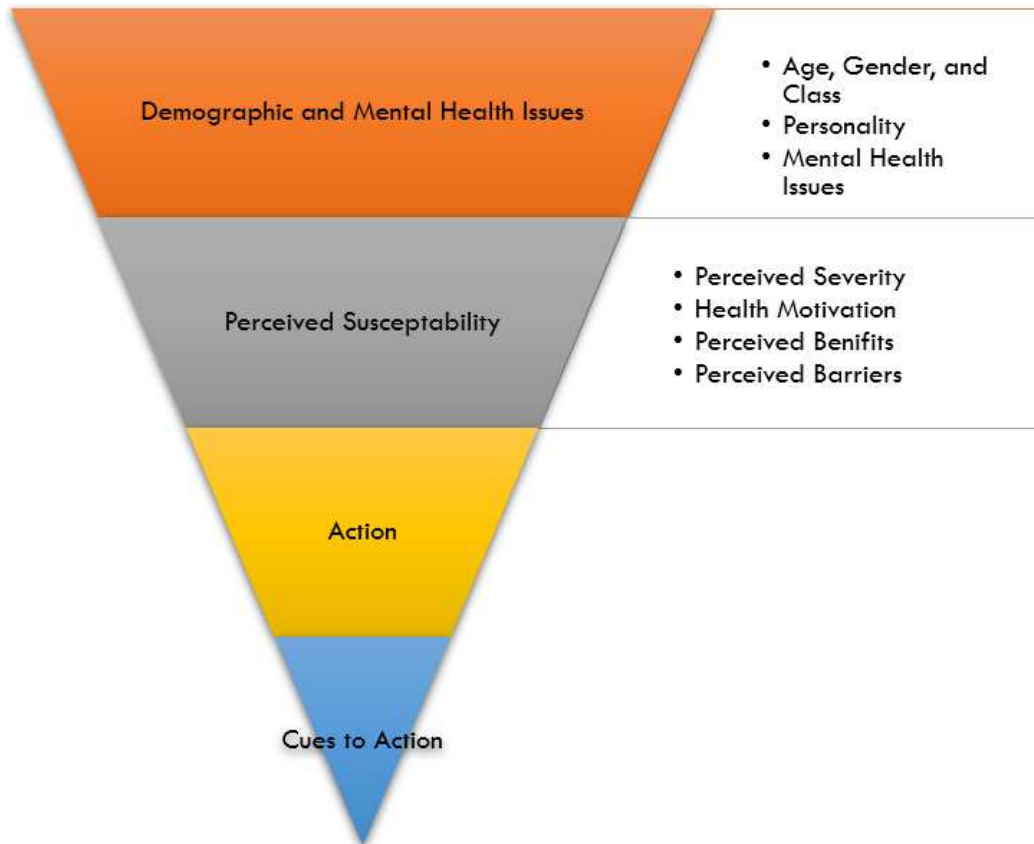 Demographic and Mental Health Issues
• Age, Gender, and
Class
• Personality
• Mental Health
Issues
Perceived Susceptability
• Perceived Severity
• Health Motivation
• Perceived Benifits
• Perceived Barriers
Action
Cues to Action